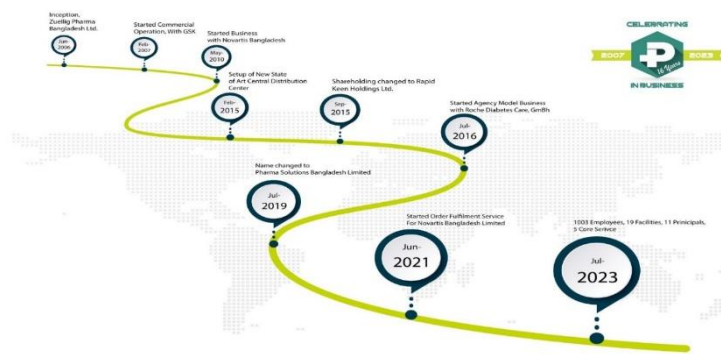 Inception,
Zuellig Pharma
Bangladesh Ltd.
Jun-
2006
Started Commercial
Operation, With GSK
Feb-
Started Business
with Novartis Bangladesh
May-
2010
Setup of New State
of Art Central Distribution
Center
Feb-
2015
Shareholding changed to Rapid
Keen Holdings Ltd.
Sep-
2015
Started Agency Model Business
with Roche Diabetes Care, GmBh
Jul-
2016
Name changed to
Pharma Solutions Bangladesh Limited
Jul-
2019
Started Order Fulfilment Service
For Novartis Bangladesh Limited
Jun-
2021
1003 Employees, 19 Facilities, 11 Prinicipals,
5 Core Service
Jul-
2023
CELEBRATING
2007
16 Years
2023
IN BUSINESS